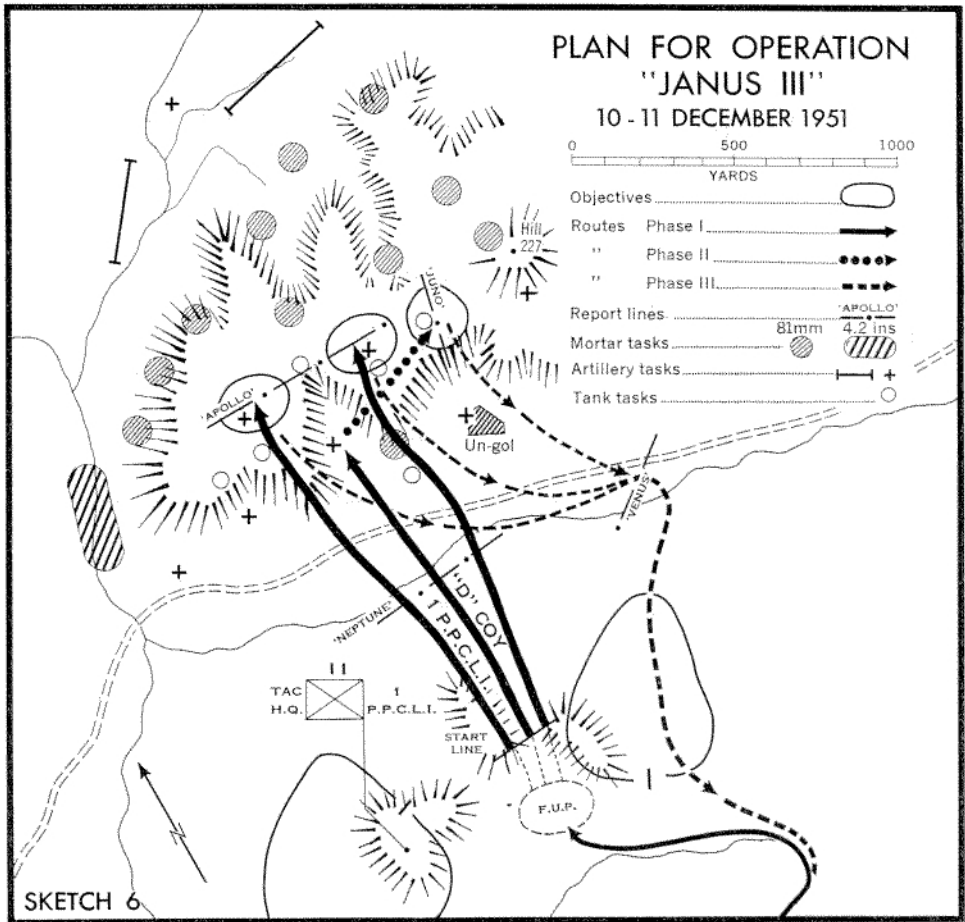 PLAN FOR OPERATION
"JANUS III"
10 - 11 DECEMBER 1951
0 500 1000
YARDS
Objectives
Routes Phase I
" Phase II
" Phase III
Report lines 'APOLLO'
81mm 4.2 ins
Mortar tasks
Artillery tasks
Tank tasks
Hill
227
'JUNO'
'APOLLO'
Un-gol
'VENUS'
'NEPTUNE'
"D" COY
1 P.P.C.L.I.
TAC
H.Q.
II
1
P.P.C.L.I.
START
LINE
F.U.P.
I
N
SKETCH 6